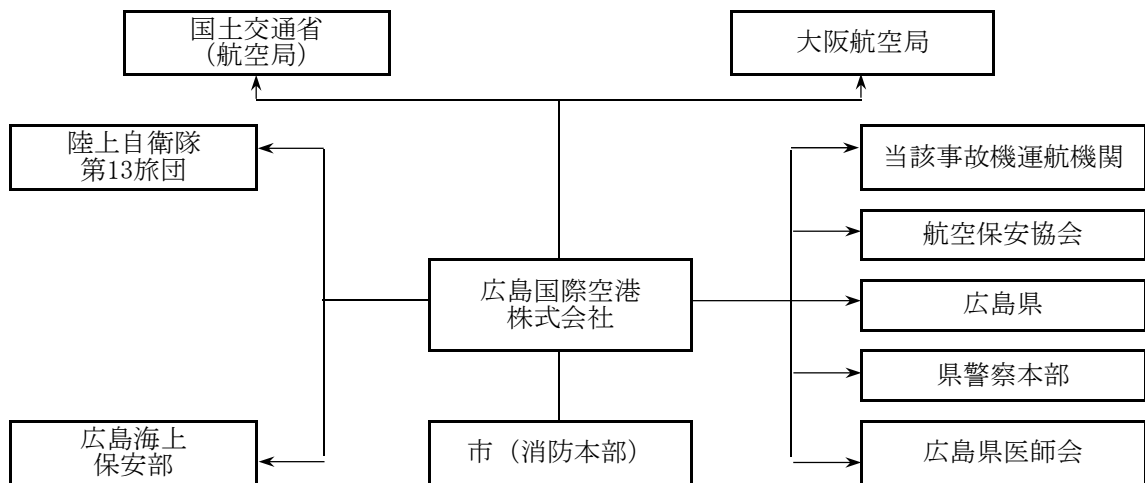 国土交通省
(航空局)
大阪航空局
陸上自衛隊
第13旅団
当該事故機運航機関
航空保安協会
広島国際空港
株式会社
広島県
県警察本部
広島海上
保安部
市（消防本部）
広島県医師会